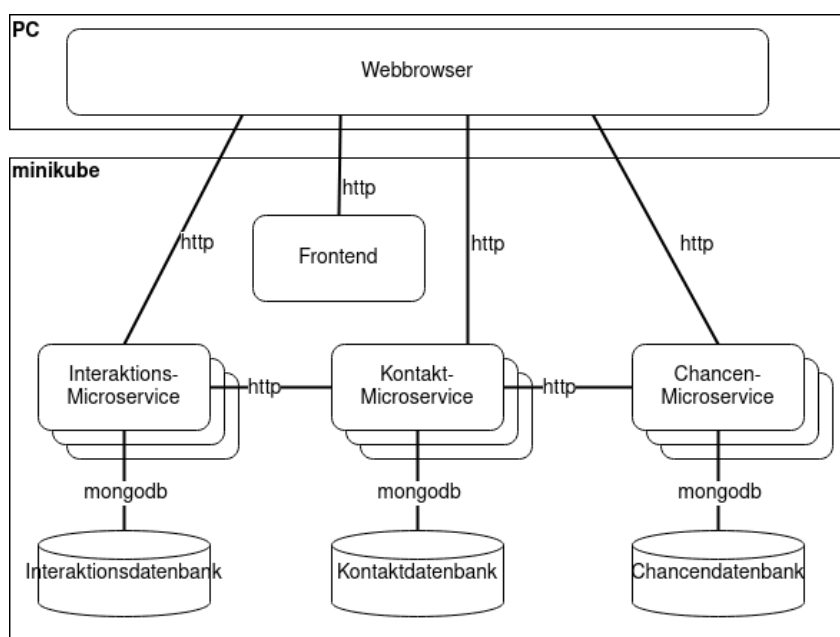 PC
Webbrowser
minikube
http
Frontend
http
http
http
Interaktions-
Microservice
http
Kontakt-
Microservice
http
Chancen-
Microservice
mongodb
mongodb
mongodb
Interaktionsdatenbank
Kontaktdatenbank
Chancendatenbank